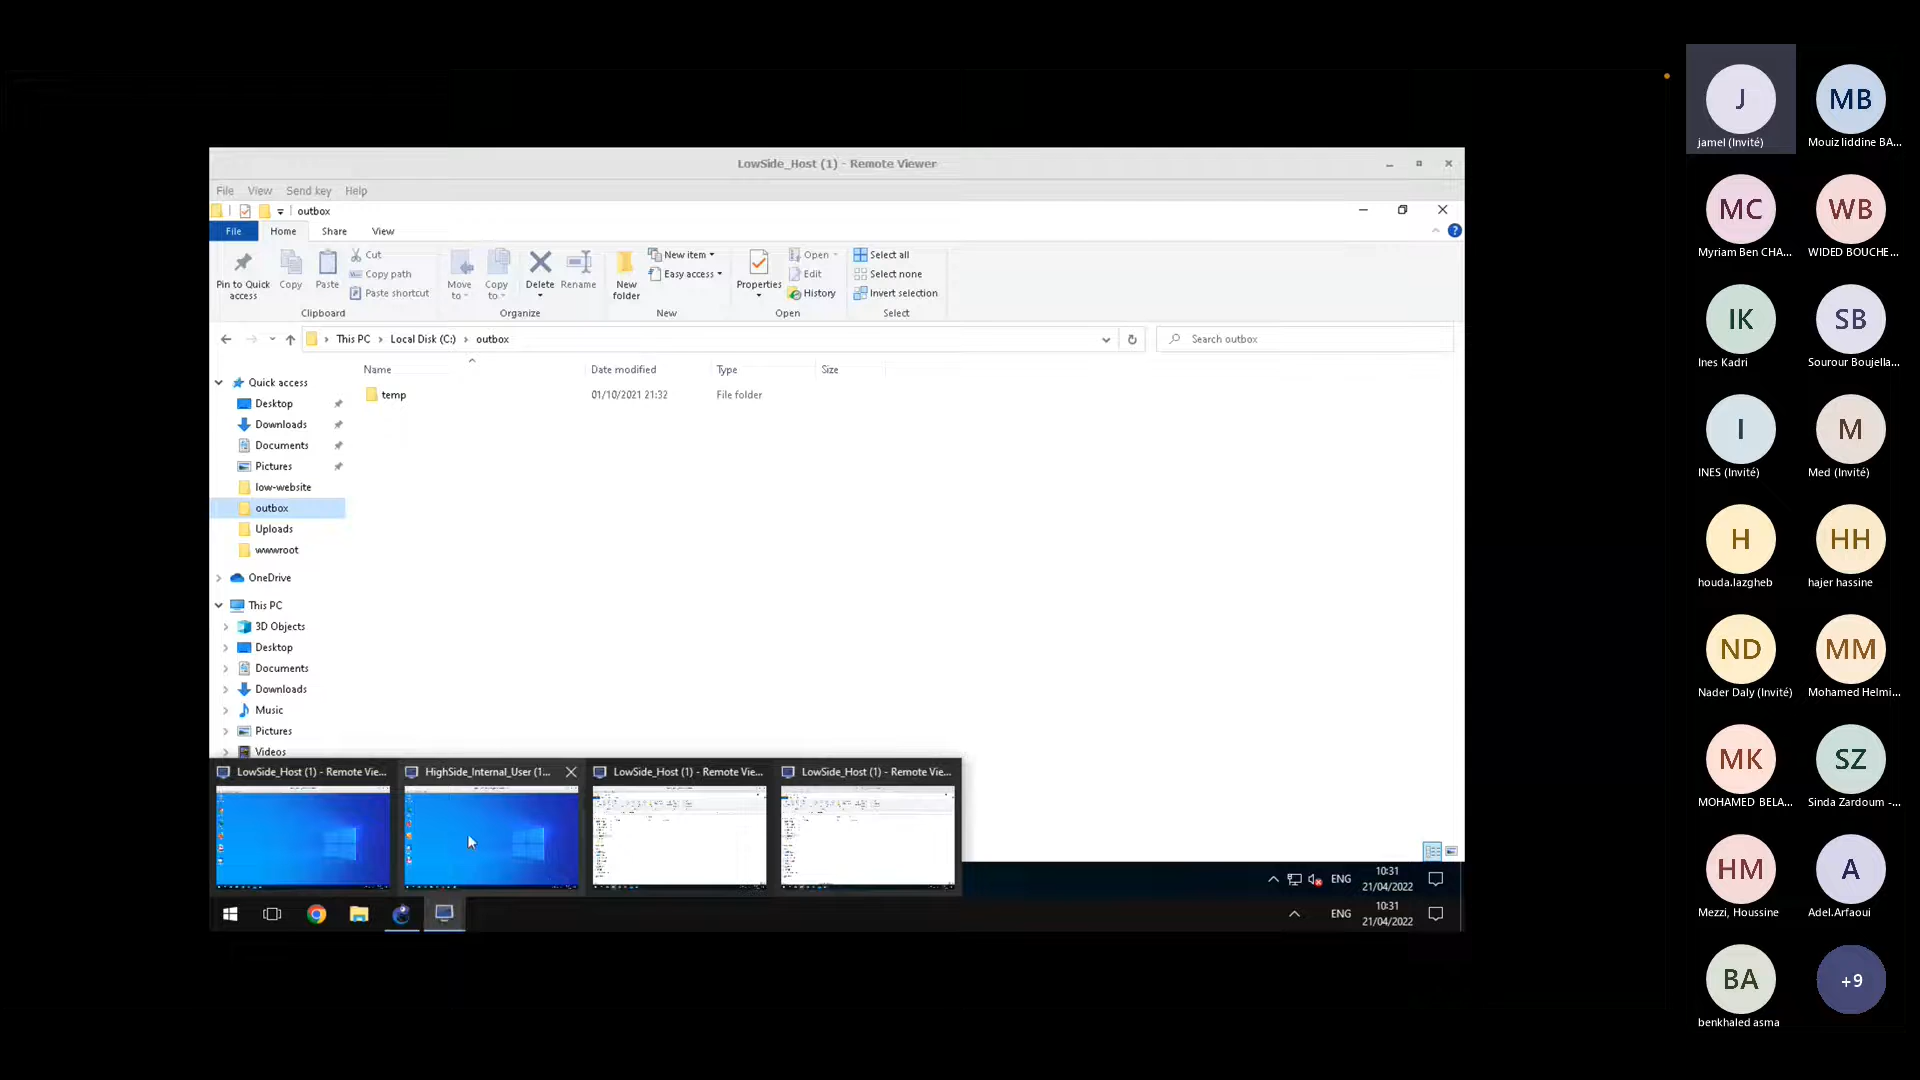 LowSide_Host (1) - Remote Viewer
File View Send key Help
outbox
File Home Share View
Pin to Quick access
Copy
Paste
Cut
Copy path
Paste shortcut
Clipboard
Move to
Copy to
Delete
Rename
Organize
New folder
New item
Easy access
New
Properties
Open
Edit
History
Open
Select all
Select none
Invert selection
Select
This PC > Local Disk (C:) > outbox
Search outbox
Name Date modified Type Size
temp 01/10/2021 21:32 File folder
Quick access
Desktop
Downloads
Documents
Pictures
low-website
outbox
Uploads
wwwroot
OneDrive
This PC
3D Objects
Desktop
Documents
Downloads
Music
Pictures
Videos
LowSide_Host (1) - Remote Vie...
HighSide_Internal_User (1...
LowSide_Host (1) - Remote Vie...
LowSide_Host (1) - Remote Vie...
ENG
10:31
21/04/2022
ENG
10:31
21/04/2022
J
jamel (Invité)
MB
Mouiz liddine BA...
MC
Myriam Ben CHA...
WB
WIDED BOUCHE...
IK
Ines Kadri
SB
Sourour Boujella...
I
INES (Invité)
M
Med (Invité)
H
houda.lazgheb
HH
hajer hassine
ND
Nader Daly (Invité)
MM
Mohamed Helmi...
MK
MOHAMED BELA...
SZ
Sinda Zardoum -...
HM
Mezzi, Houssine
A
Adel.Arfaoui
BA
benkhaled asma
+9